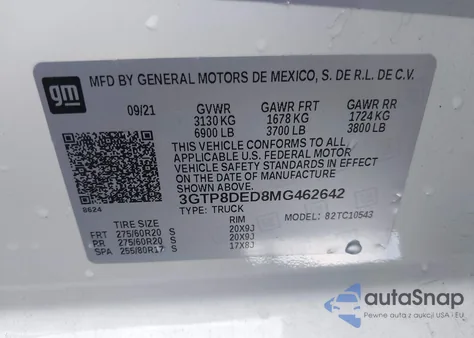 gm
MFD BY GENERAL MOTORS DE MEXICO, S. DE R.L. DE C.V.
09/21 GVWR GAWR FRT GAWR RR
3130 KG 1678 KG 1724 KG
6900 LB 3700 LB 3800 LB
THIS VEHICLE CONFORMS TO ALL
APPLICABLE U.S. FEDERAL MOTOR
VEHICLE SAFETY STANDARDS IN EFFECT
ON THE DATE OF MANUFACTURE
SHOWN ABOVE.
3GTP8DED8MG462642
8624 TYPE: TRUCK MODEL: 82TC10543
TIRE SIZE RIM
FRT 275/60R20 S 20X9J
RR 275/60R20 S 20X9J
SPA 255/80R17 S 17X8J
autoSnap
Pewne auta z aukcji USA - EU